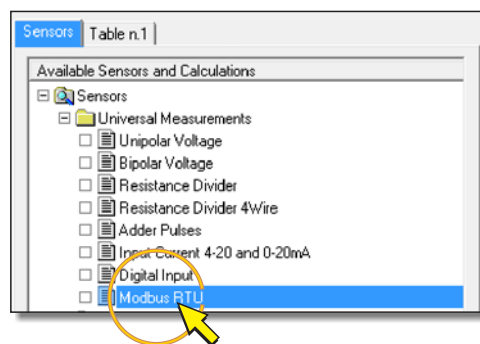 Sensors Table n.1
Available Sensors and Calculations
Sensors
Universal Measurements
Unipolar Voltage
Bipolar Voltage
Resistance Divider
Resistance Divider 4Wire
Adder Pulses
Input Current 4-20 and 0-20mA
Digital Input
Modbus RTU